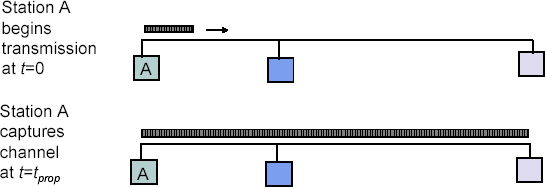 Station A
begins
transmission
at t=0
A
Station A
captures
channel
at t=tprop
A